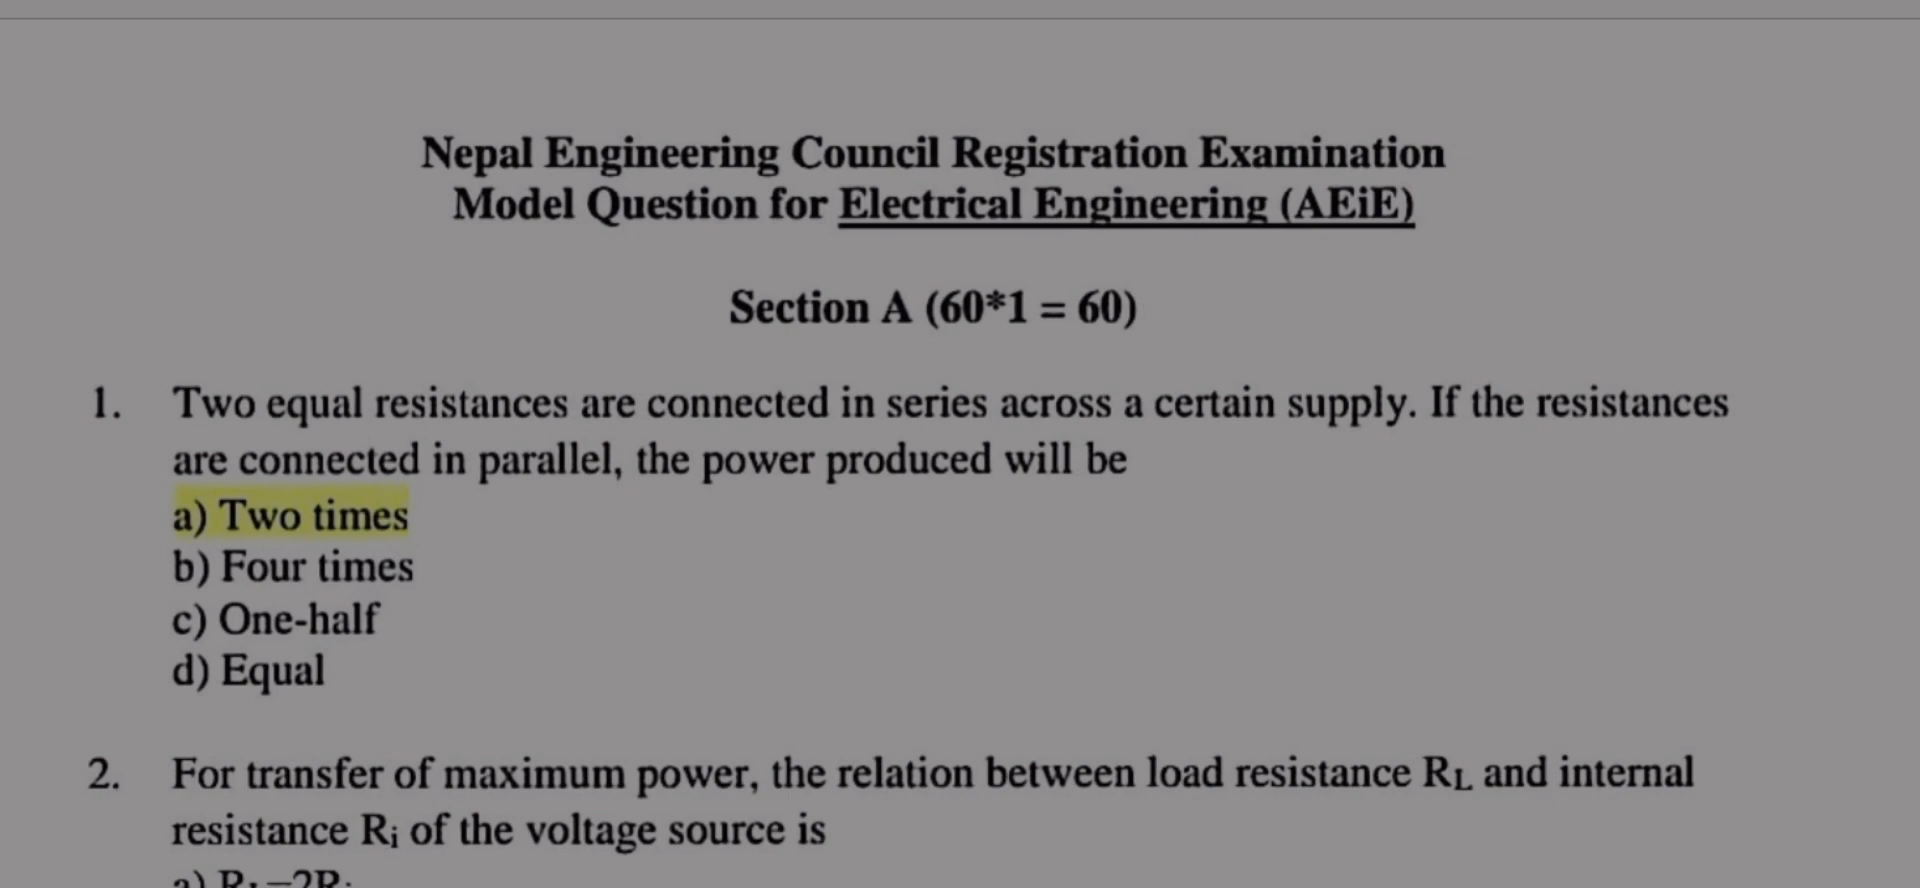 Nepal Engineering Council Registration Examination
Model Question for Electrical Engineering (AEiE)
Section A (60*1 = 60)
1. Two equal resistances are connected in series across a certain supply. If the resistances
are connected in parallel, the power produced will be
a) Two times
b) Four times
c) One-half
d) Equal
2. For transfer of maximum power, the relation between load resistance RL and internal
resistance Ri of the voltage source is